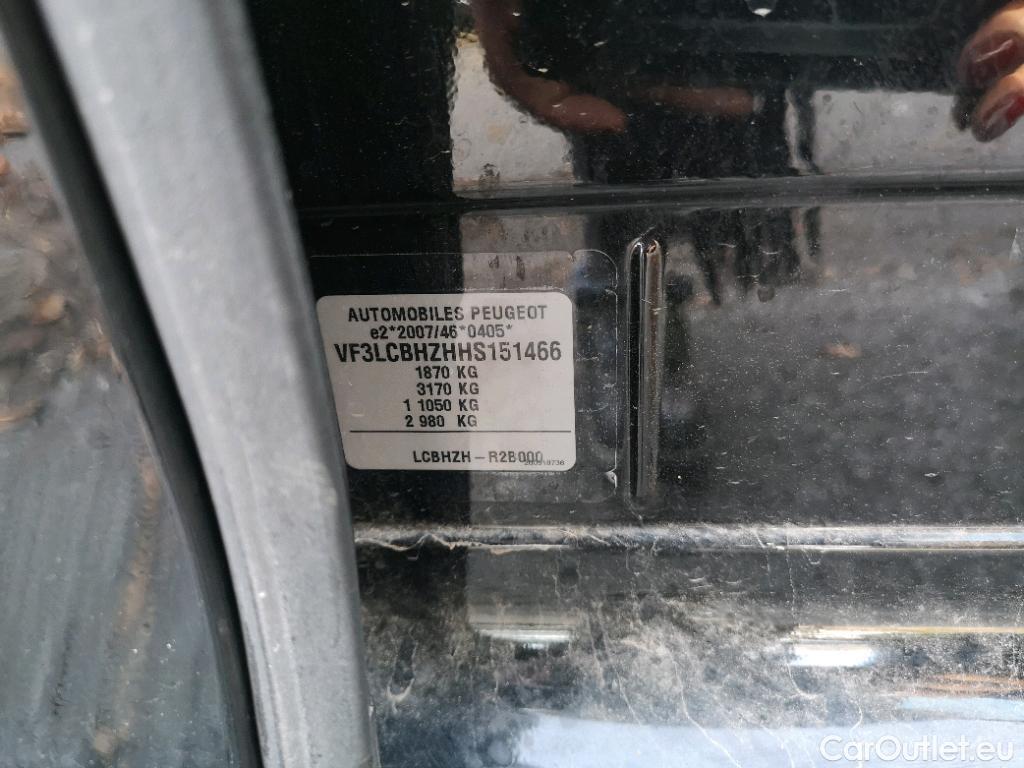 AUTOMOBILES PEUGEOT
e2*2007/46*0405*
VF3LCBHZHHS151466
1870 KG
3170 KG
1 1050 KG
2 980 KG
LCBHZH - R2B000
CarOutlet.eu